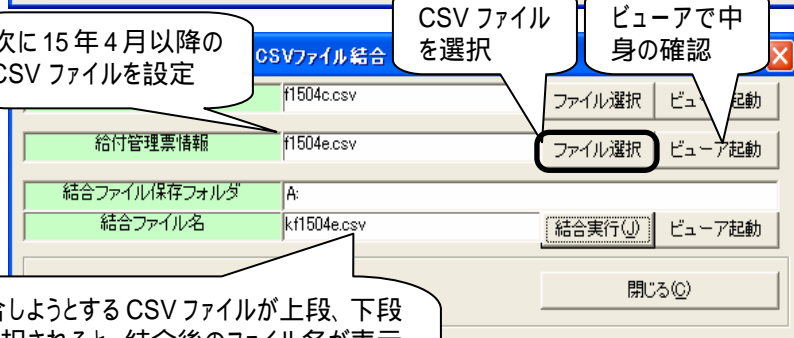 CSV ファイル
を選択
ビューアで中
身の確認
次に 15 年 4 月以降の
CSV ファイルを設定
CSVファイル結合
f1504c.csv
ファイル選択
起動
給付管理票情報
f1504e.csv
ファイル選択
ビューア起動
結合ファイル保存フォルダ
A:
結合ファイル名
kf1504e.csv
結合実行(J)
ビューア起動
閉じる(C)
合しようとする CSV ファイルが上段、下段